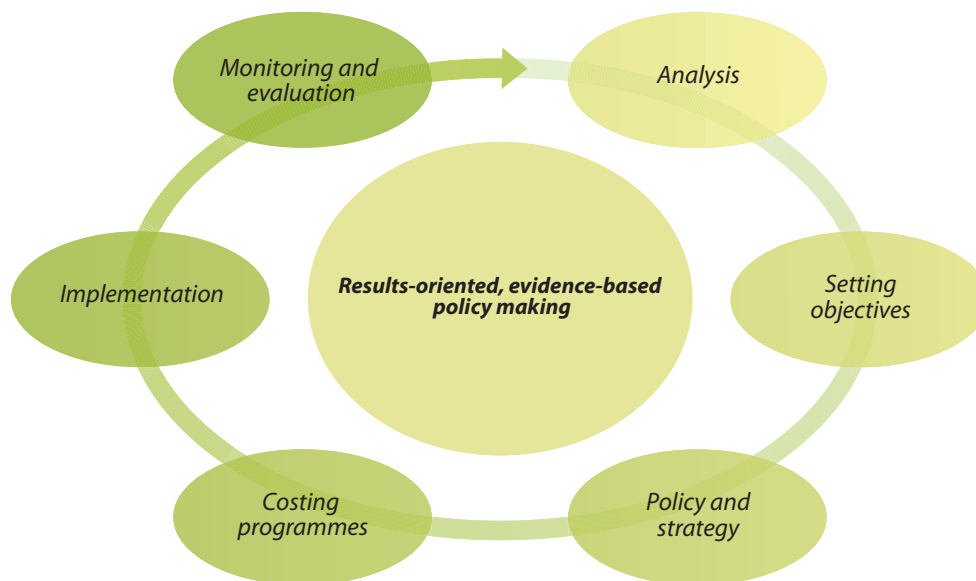 Monitoring and
evaluation
Analysis
Implementation
Results-oriented, evidence-based
policy making
Setting
objectives
Costing
programmes
Policy and
strategy